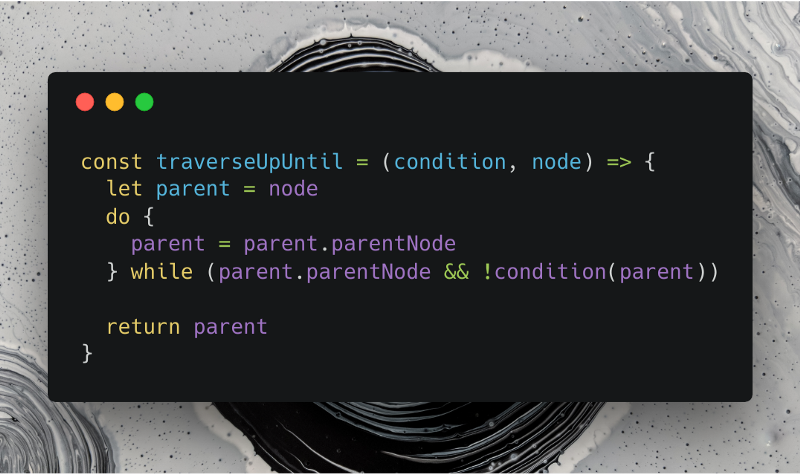 const traverseUpUntil = (condition, node) => {
  let parent = node
  do {
    parent = parent.parentNode
  } while (parent.parentNode && !condition(parent))

  return parent
}